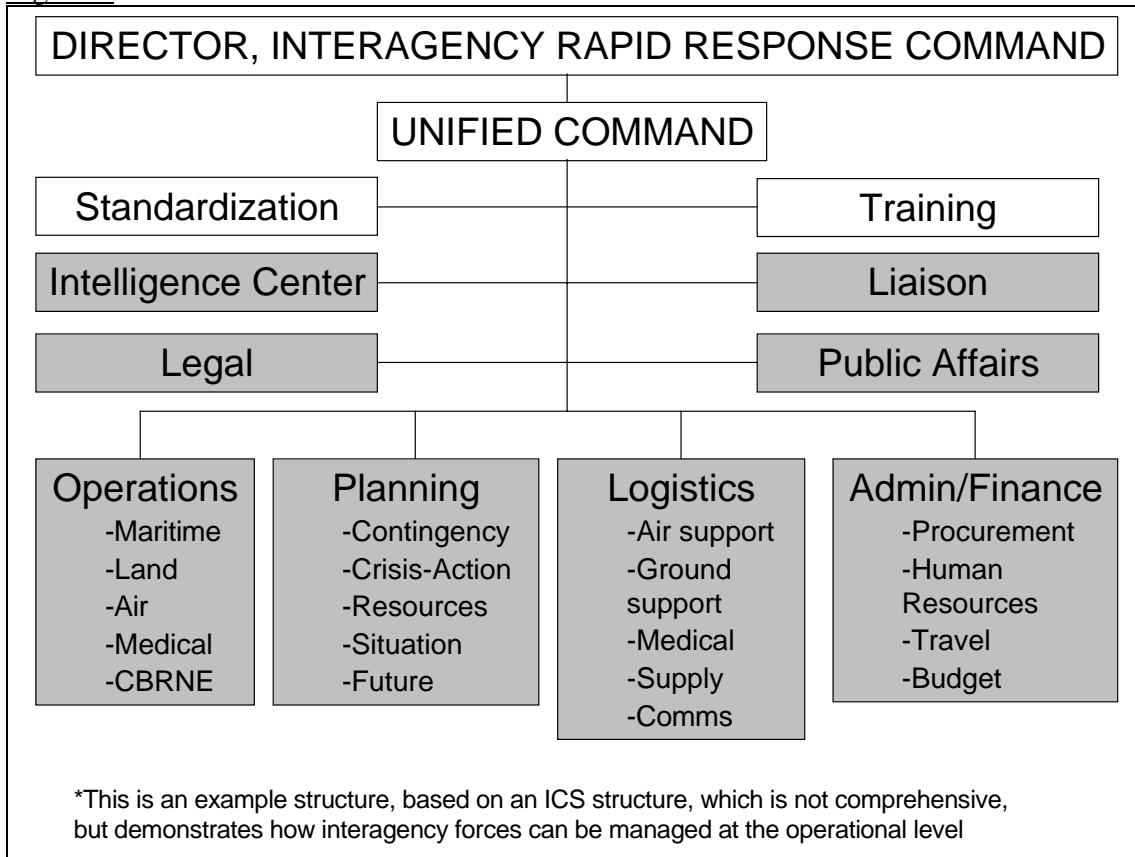 DIRECTOR, INTERAGENCY RAPID RESPONSE COMMAND
UNIFIED COMMAND
Standardization
Training
Intelligence Center
Liaison
Legal
Public Affairs
Operations
-Maritime
-Land
-Air
-Medical
-CBRNE
Planning
-Contingency
-Crisis-Action
-Resources
-Situation
-Future
Logistics
-Air support
-Ground
support
-Medical
-Supply
-Comms
Admin/Finance
-Procurement
-Human
Resources
-Travel
-Budget
*This is an example structure, based on an ICS structure, which is not comprehensive,
but demonstrates how interagency forces can be managed at the operational level